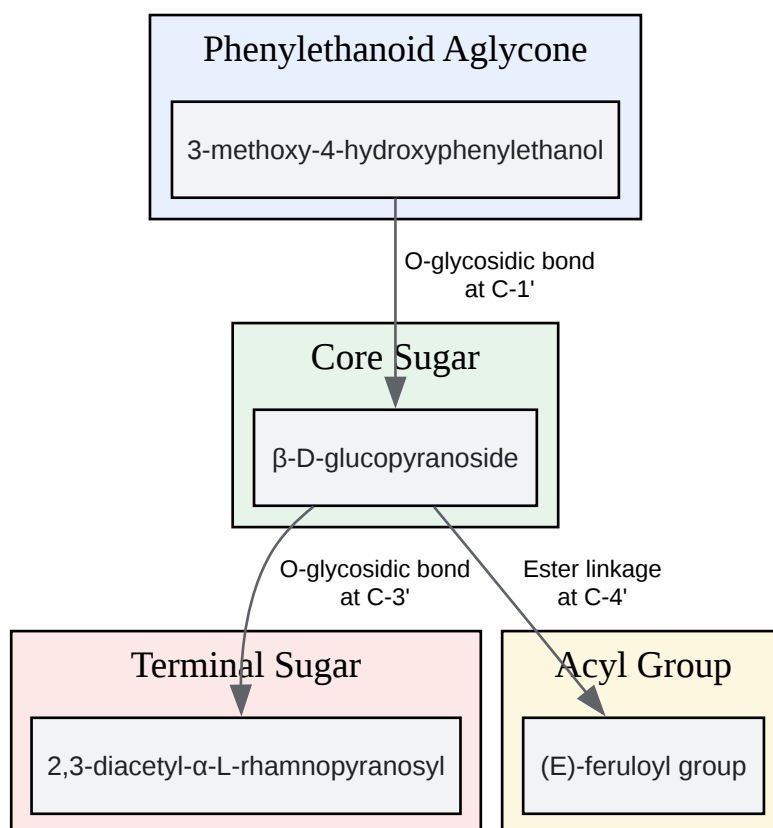 Phenylethanoid Aglycone
3-methoxy-4-hydroxyphenylethanol
O-glycosidic bond
at C-1'
Core Sugar
β-D-glucopyranoside
O-glycosidic bond
at C-3'
Ester linkage
at C-4'
Terminal Sugar
2,3-diacetyl-α-L-rhamnopyranosyl
Acyl Group
(E)-feruloyl group